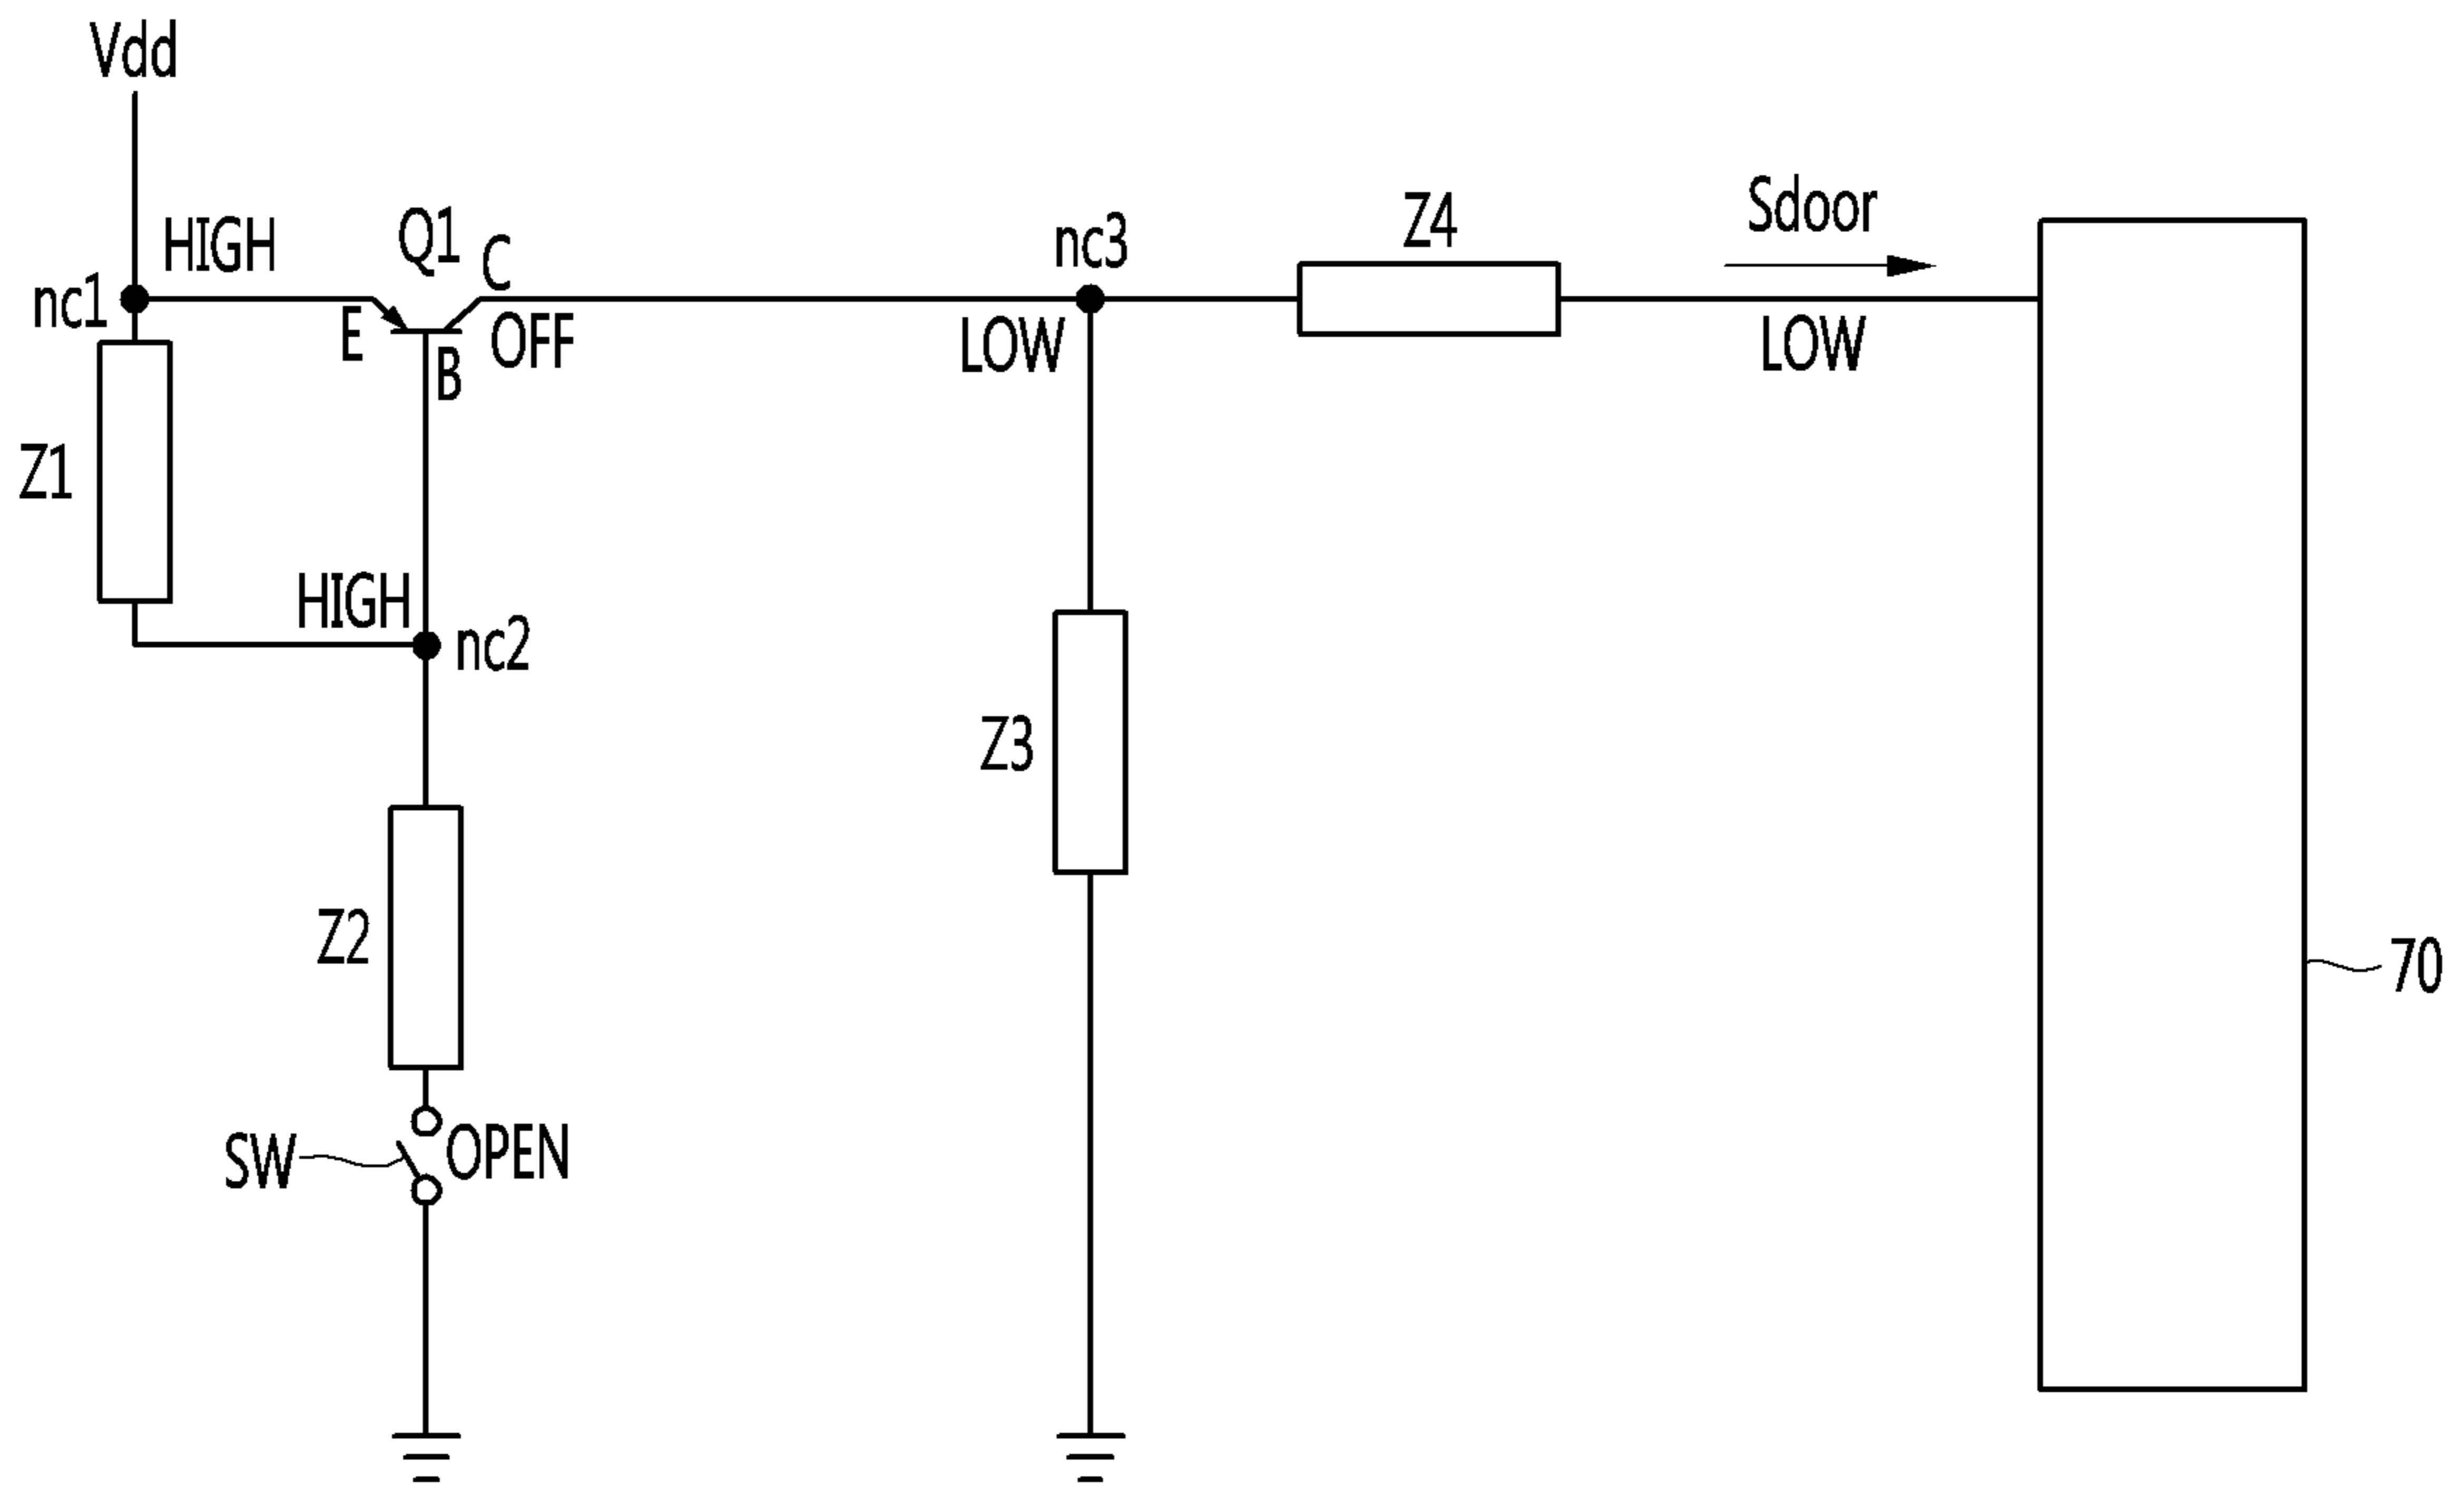 Vdd
HIGH
Q1
C
nc1
E
B
OFF
nc3
LOW
Z4
Sdoor
LOW
Z1
HIGH
nc2
Z3
Z2
70
SW
OPEN